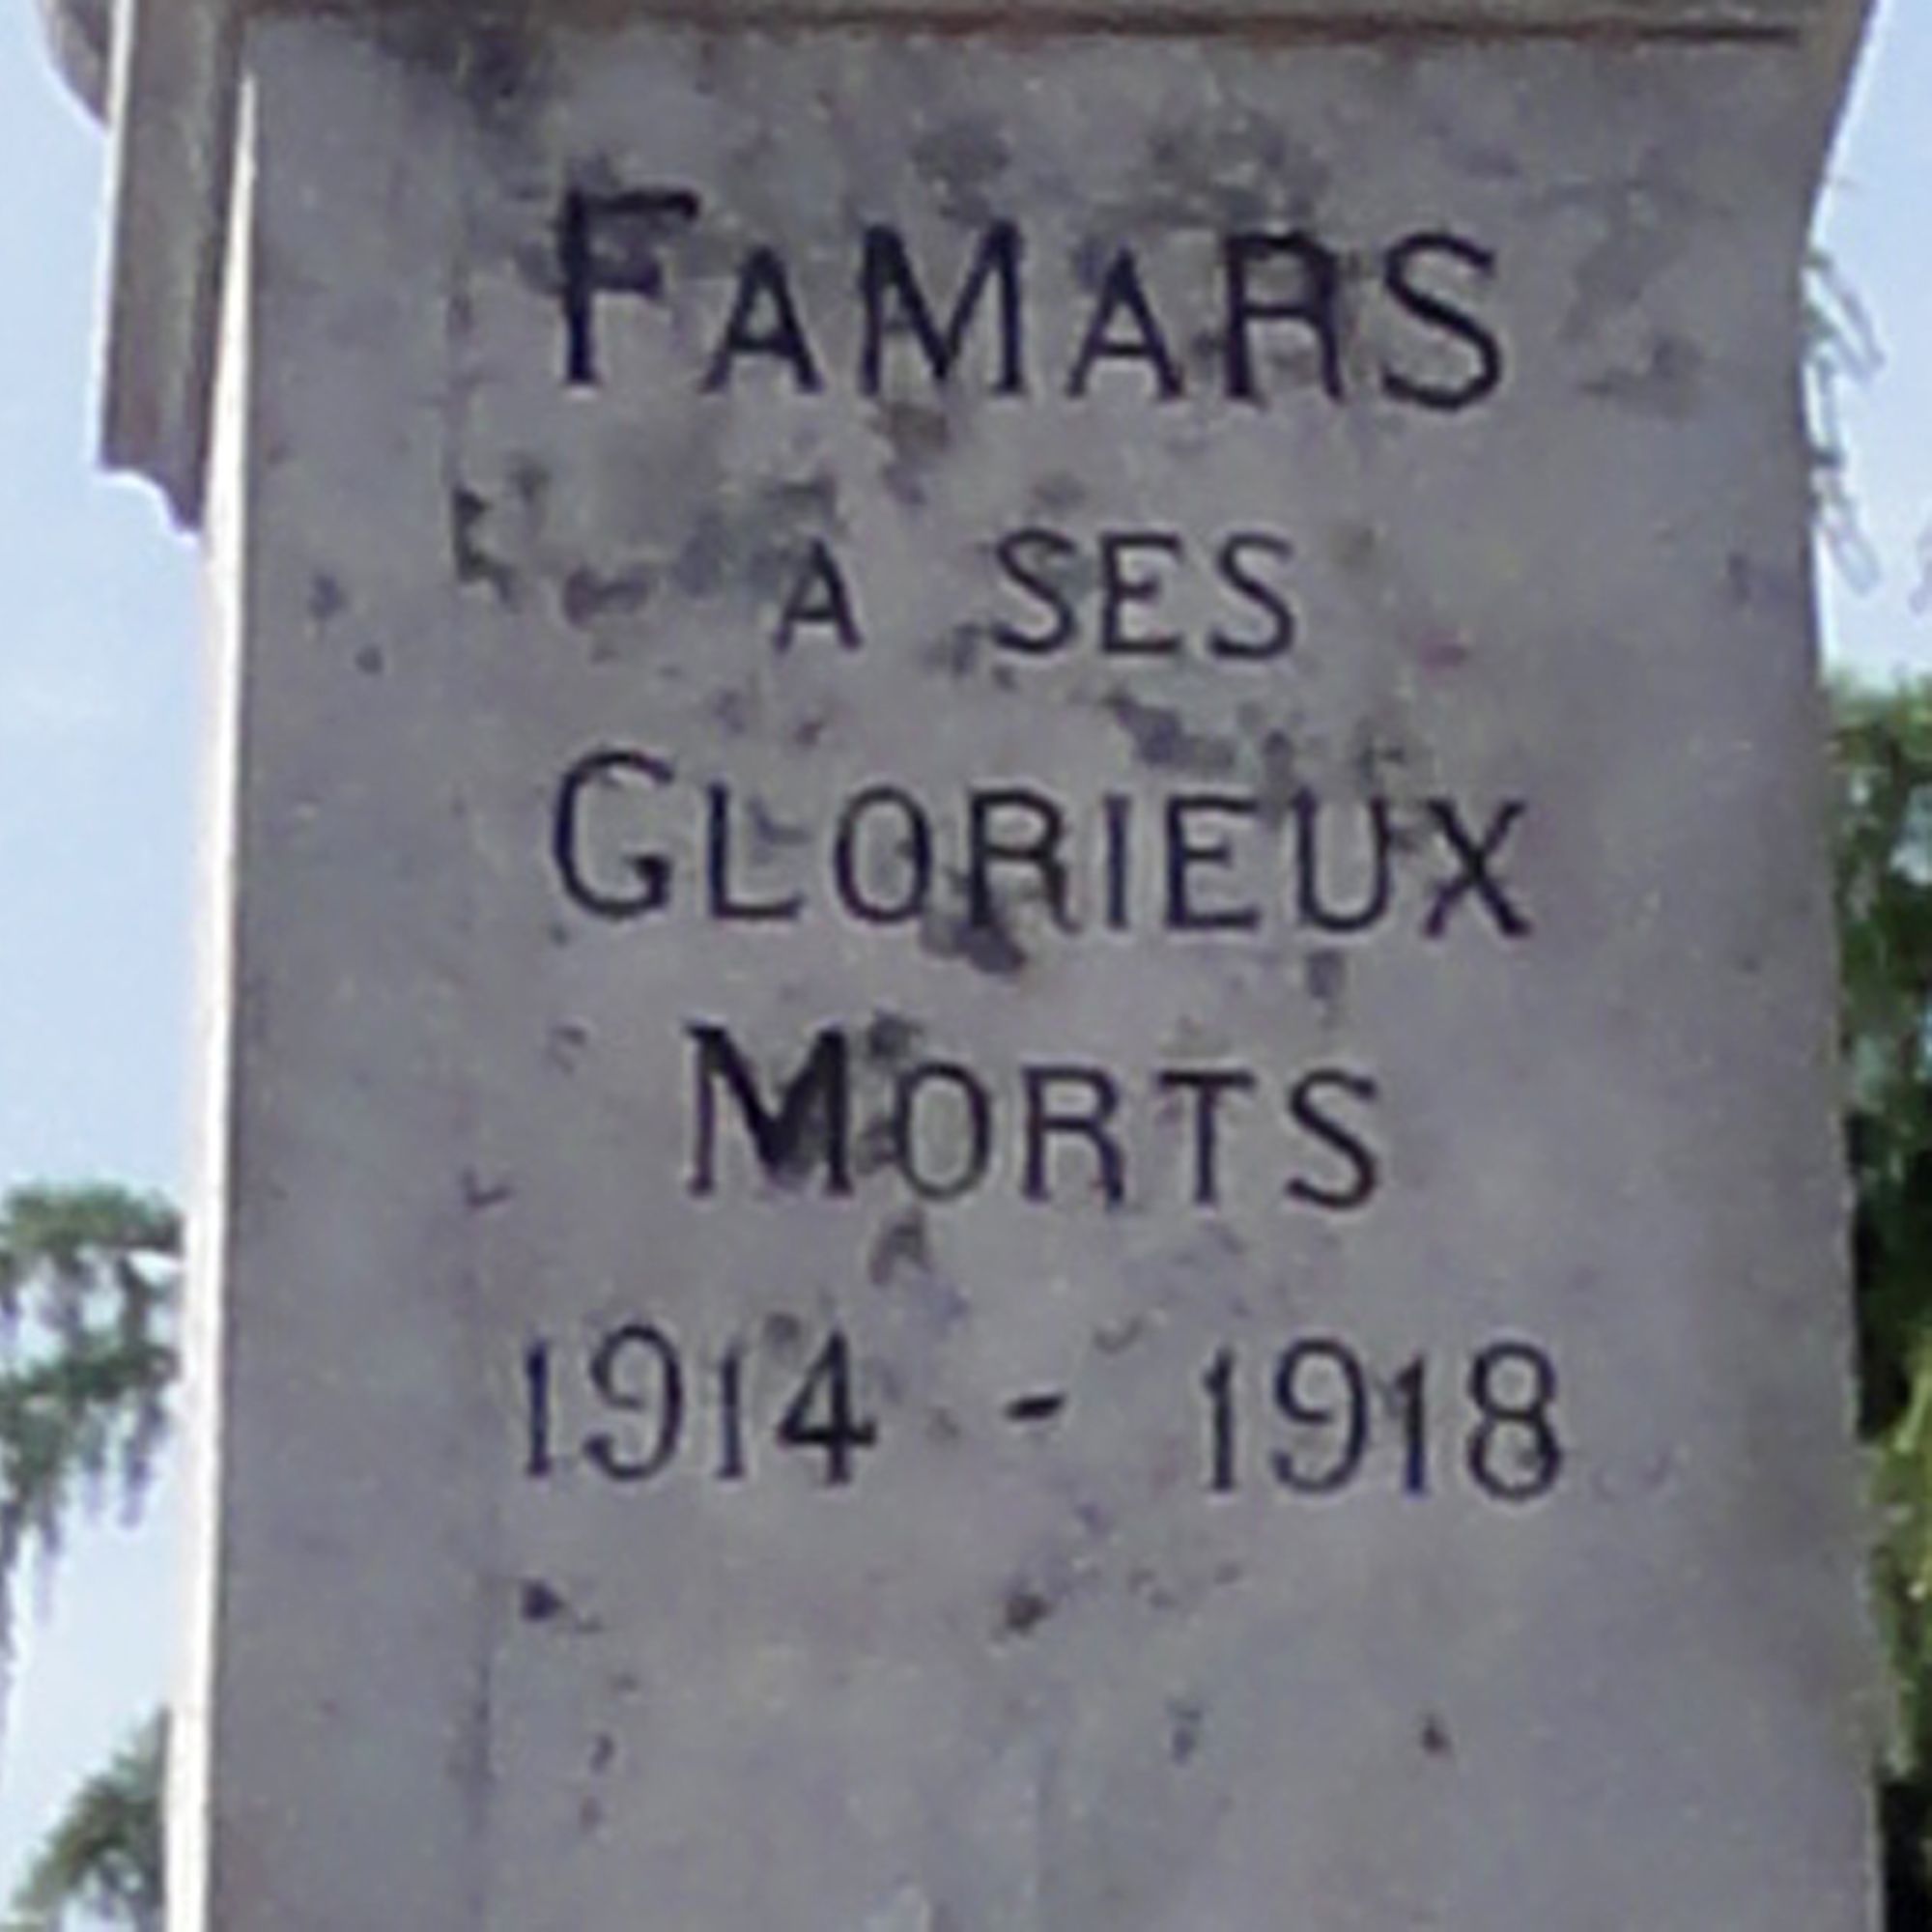 FAMARS
A SES
GLORIEUX
MORTS
1914 - 1918